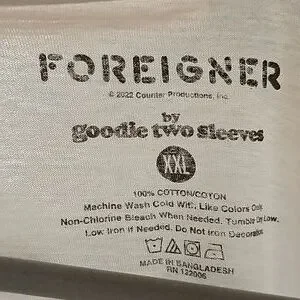 FOREIGNER
© 2022 Counter Productions, Inc.
by
goodie two sleeves
XXL
100% COTTON/COTON
Machine Wash Cold With Like Colors Only
Non-Chlorine Bleach When Needed. Tumble Dry Low.
Low Iron if Needed. Do Not Iron Decoration
MADE IN BANGLADESH
RN 122006